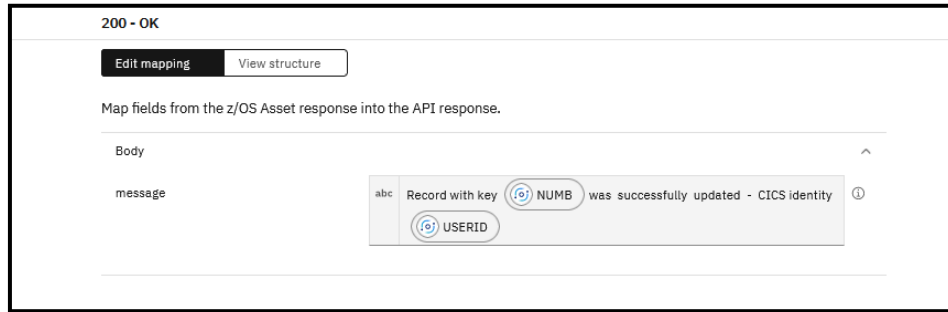 200 - OK
Edit mapping View structure
Map fields from the z/OS Asset response into the API response.
Body
message abc Record with key NUMB was successfully updated - CICS identity
USERID